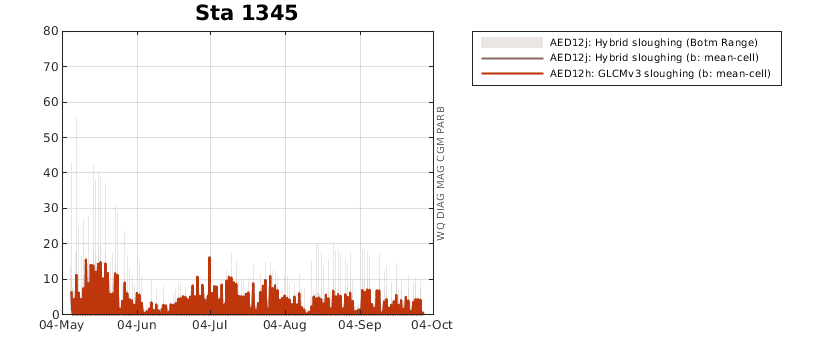 Sta 1345
80
70
60
50
40
30
20
10
0
04-May 04-Jun 04-Jul 04-Aug 04-Sep 04-Oct
WQ DIAG MAG CGM PARB
AED12j: Hybrid sloughing (Botm Range)
AED12j: Hybrid sloughing (b: mean-cell)
AED12h: GLCMv3 sloughing (b: mean-cell)